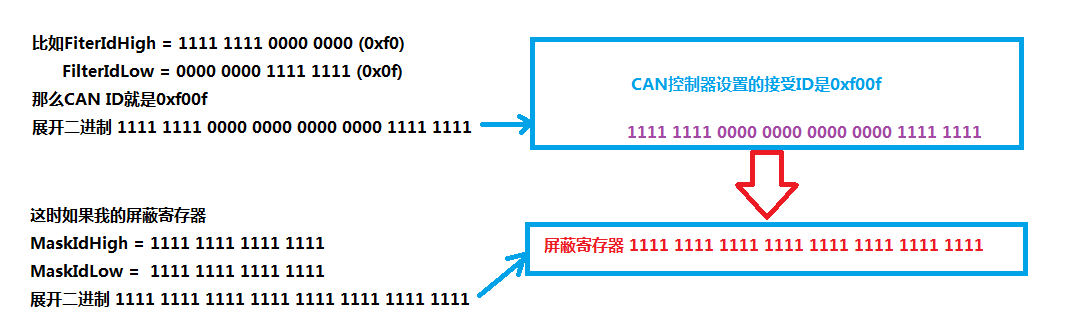 比如FiterIdHigh = 1111 1111 0000 0000 (0xf0)
FilterIdLow = 0000 0000 1111 1111 (0x0f)
那么CAN ID就是0xf00f
展开二进制 1111 1111 0000 0000 0000 0000 1111 1111
CAN控制器设置的接受ID是0xf00f
1111 1111 0000 0000 0000 0000 1111 1111
这时如果我的屏蔽寄存器
MaskIdHigh = 1111 1111 1111 1111
MaskIdLow = 1111 1111 1111 1111
展开二进制 1111 1111 1111 1111 1111 1111 1111 1111
屏蔽寄存器 1111 1111 1111 1111 1111 1111 1111 1111